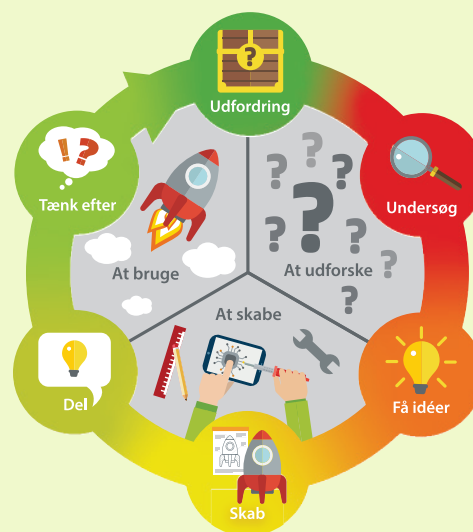 Udfordring
Undersøg
Få idéer
Skab
Del
Tænk efter
!?
?
At bruge
At udforske
? ? ? ? ? ? ? ?
At skabe